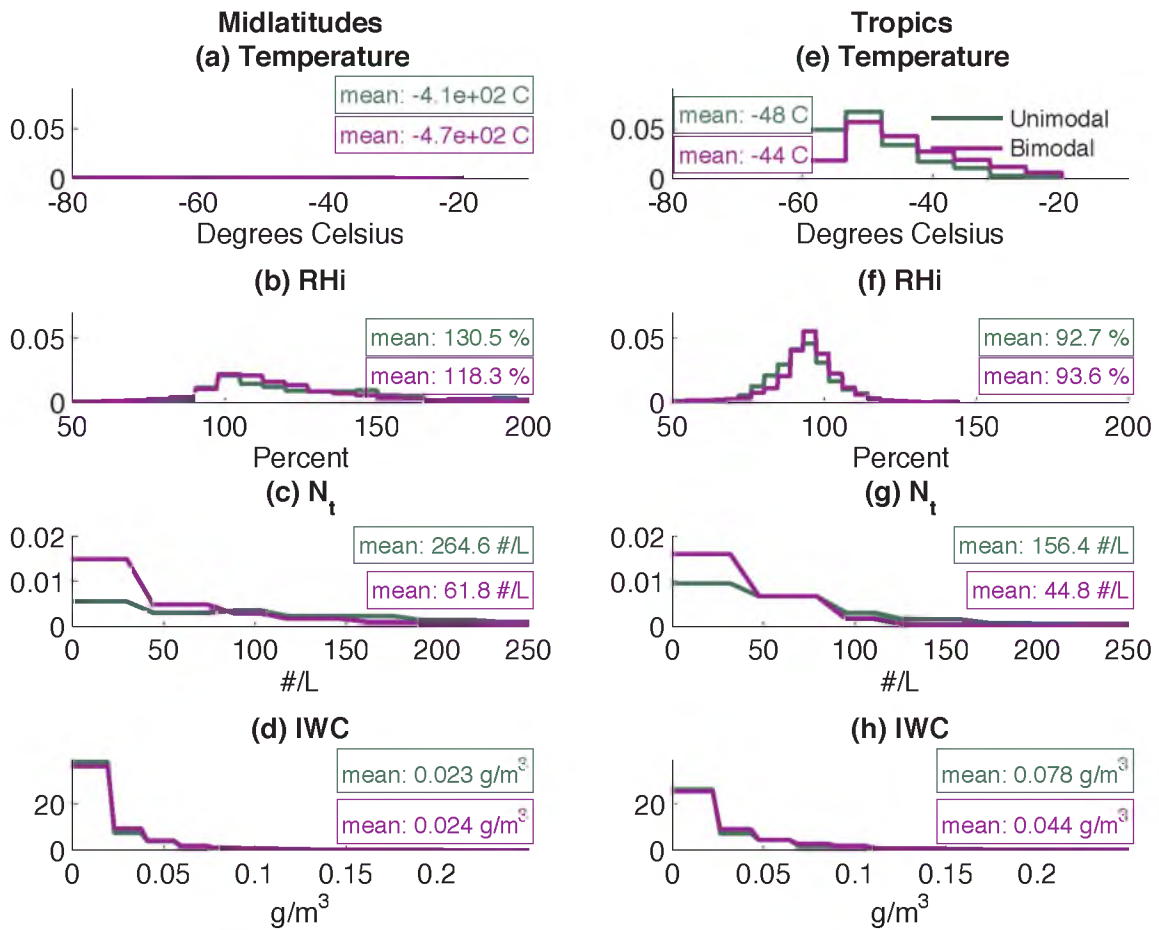 Midlatitudes
(a) Temperature
mean: -4.1e+02 C
mean: -4.7e+02 C
0.05
0
-80 -60 -40 -20
Degrees Celsius
(b) RHi
mean: 130.5 %
mean: 118.3 %
0.05
0
50 100 150 200
Percent
(c) Nt
mean: 264.6 #/L
mean: 61.8 #/L
0.02
0.01
0
0 50 100 150 200 250
#/L
(d) IWC
mean: 0.023 g/m³
mean: 0.024 g/m³
20
0
0 0.05 0.1 0.15 0.2
g/m³
Tropics
(e) Temperature
mean: -48 C
mean: -44 C
Unimodal
Bimodal
0.05
0
-80 -60 -40 -20
Degrees Celsius
(f) RHi
mean: 92.7 %
mean: 93.6 %
0.05
0
50 100 150 200
Percent
(g) Nt
mean: 156.4 #/L
mean: 44.8 #/L
0.02
0.01
0
0 50 100 150 200 250
#/L
(h) IWC
mean: 0.078 g/m³
mean: 0.044 g/m³
20
0
0 0.05 0.1 0.15 0.2
g/m³